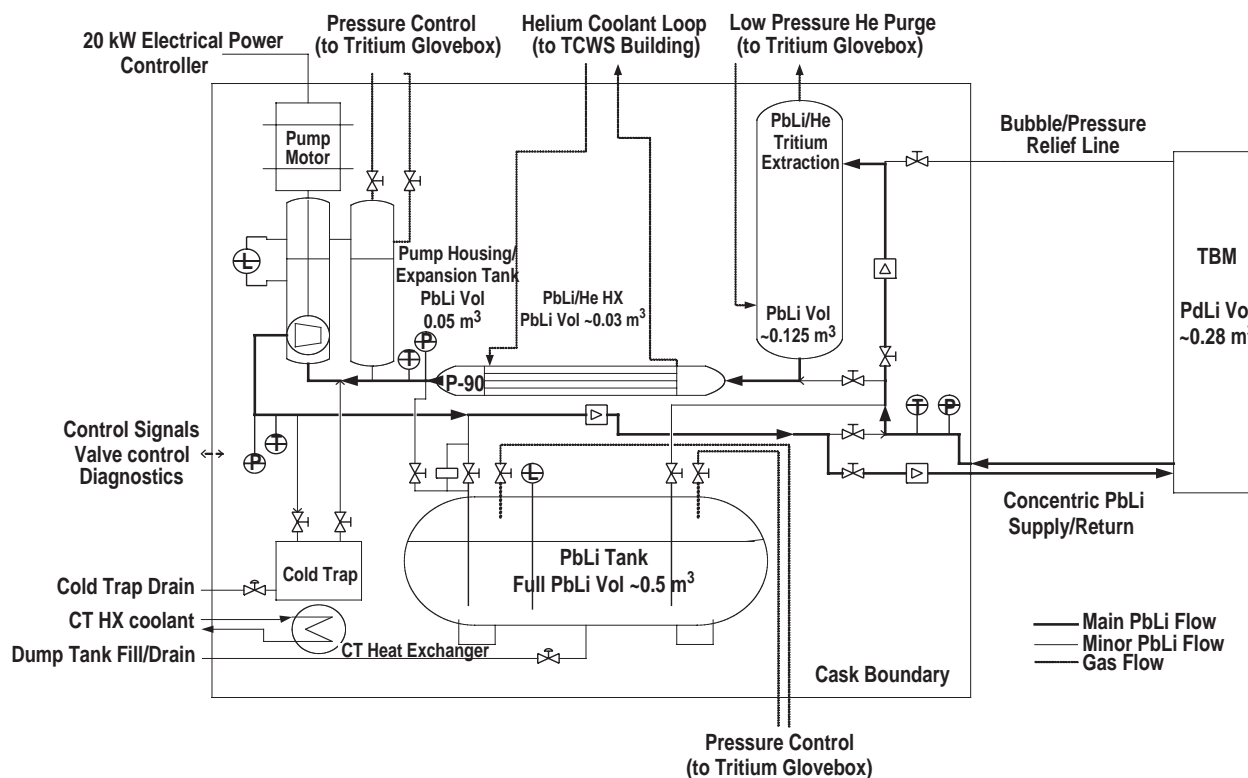 Pressure Control
(to Tritium Glovebox)
Helium Coolant Loop
(to TCWS Building)
Low Pressure He Purge
(to Tritium Glovebox)
20 kW Electrical Power
Controller
Pump
Motor
PbLi/He
Tritium
Extraction
Bubble/Pressure
Relief Line
L
Pump Housing/
Expansion Tank
PbLi Vol
0.05 m³
PbLi/He HX
PbLi Vol ~0.03 m³
PbLi Vol
~0.125 m³
TBM
PdLi Vol
~0.28 m³
P
T
P-90
T
P
Control Signals
Valve control
Diagnostics
T
P
L
Concentric PbLi
Supply/Return
PbLi Tank
Full PbLi Vol ~0.5 m³
Cold Trap
Cold Trap Drain
CT HX coolant
CT Heat Exchanger
Dump Tank Fill/Drain
Main PbLi Flow
Minor PbLi Flow
Gas Flow
Cask Boundary
Pressure Control
(to Tritium Glovebox)